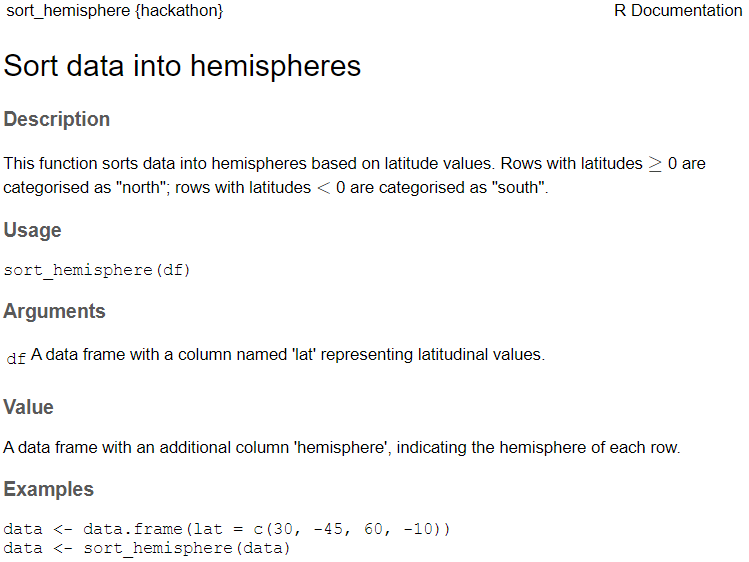 sort_hemisphere {hackathon} R Documentation
Sort data into hemispheres
Description
This function sorts data into hemispheres based on latitude values. Rows with latitudes ≥ 0 are
categorised as "north"; rows with latitudes < 0 are categorised as "south".
Usage
sort_hemisphere(df)
Arguments
df A data frame with a column named 'lat' representing latitudinal values.
Value
A data frame with an additional column 'hemisphere', indicating the hemisphere of each row.
Examples
data <- data.frame(lat = c(30, -45, 60, -10))
data <- sort_hemisphere(data)